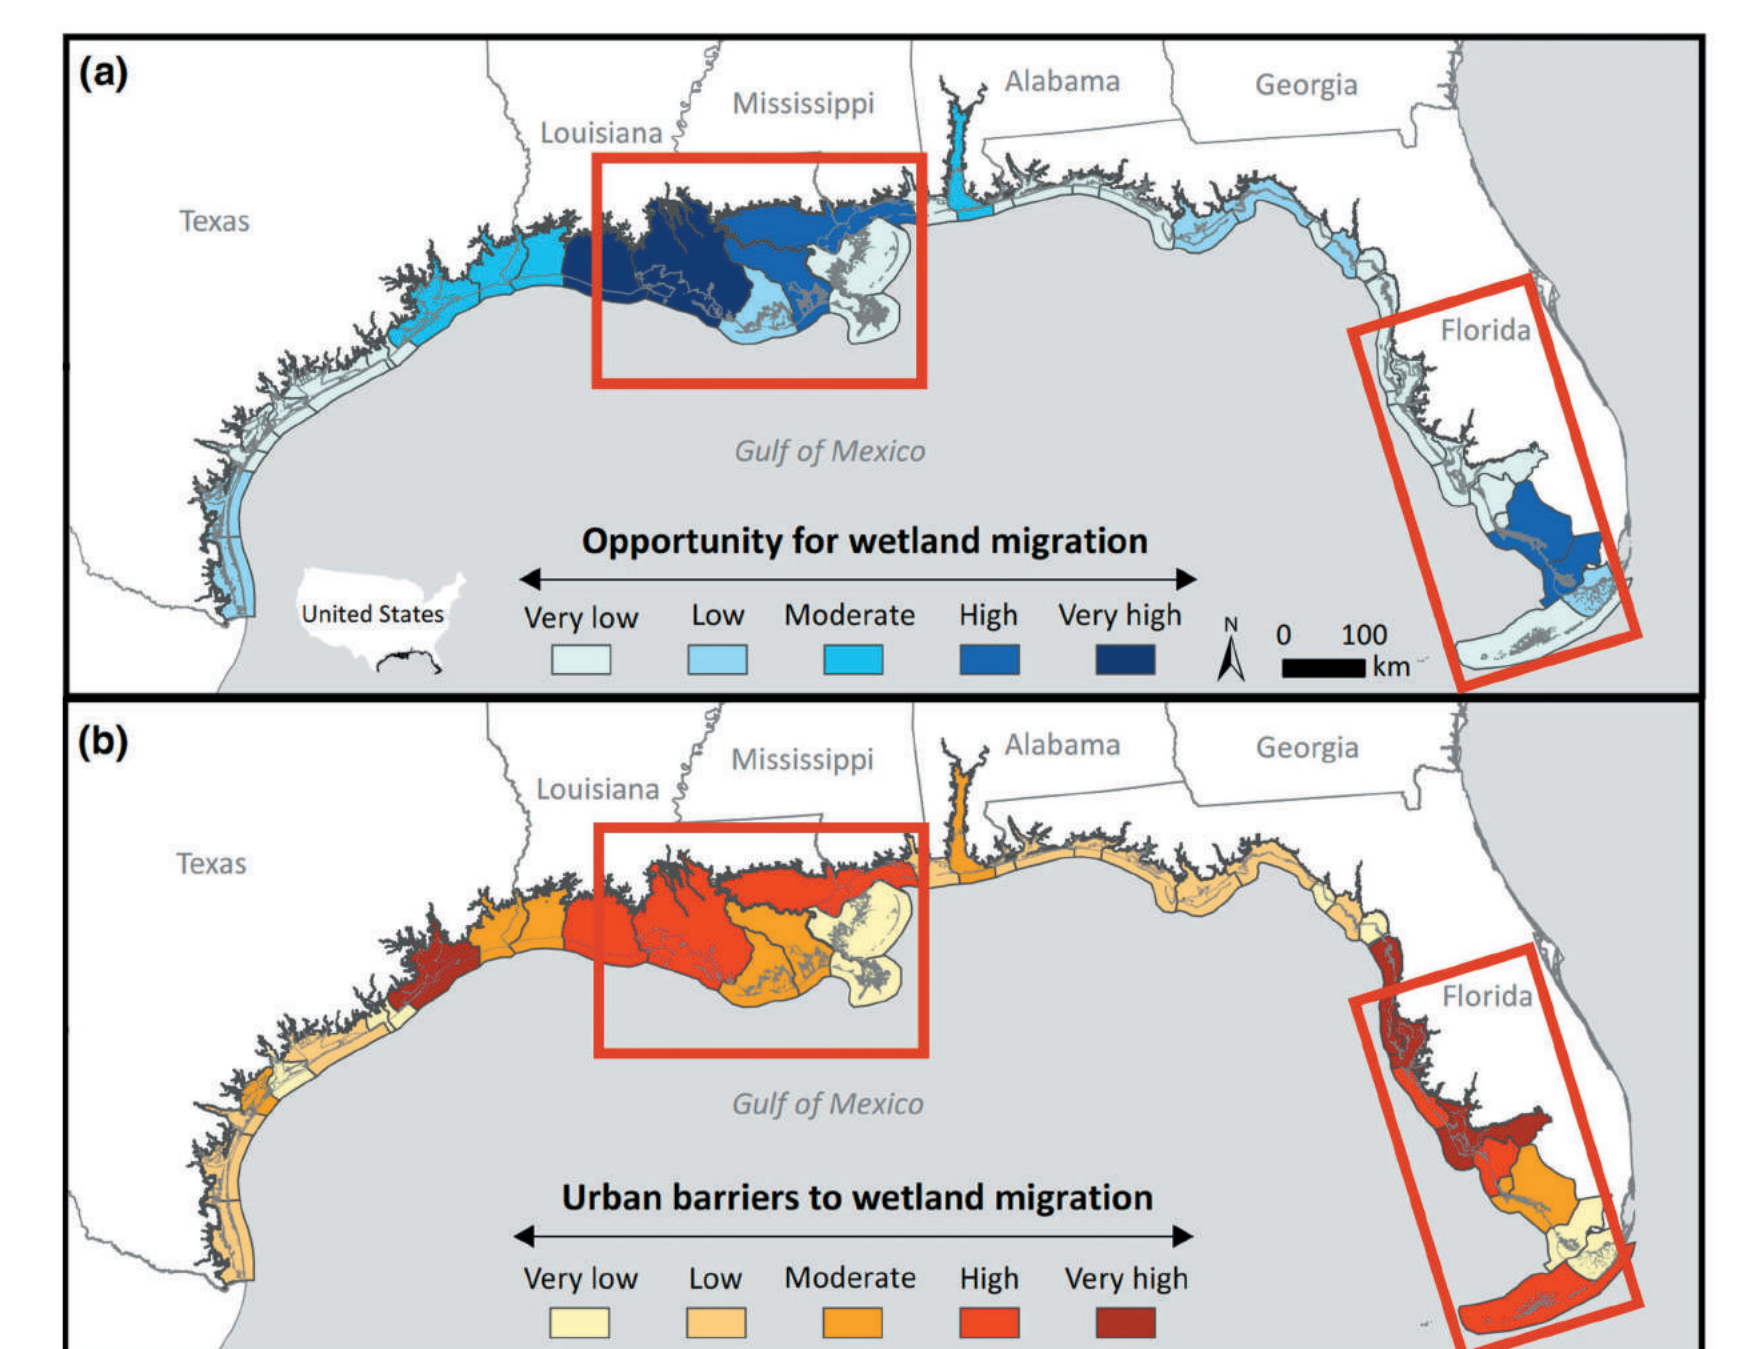 (a)
Alabama
Georgia
Mississippi
Louisiana
Texas
Florida
Gulf of Mexico
Opportunity for wetland migration
United States
Very low Low Moderate High Very high
N
0 100
km
(b)
Alabama
Georgia
Mississippi
Louisiana
Texas
Florida
Gulf of Mexico
Urban barriers to wetland migration
Very low Low Moderate High Very high